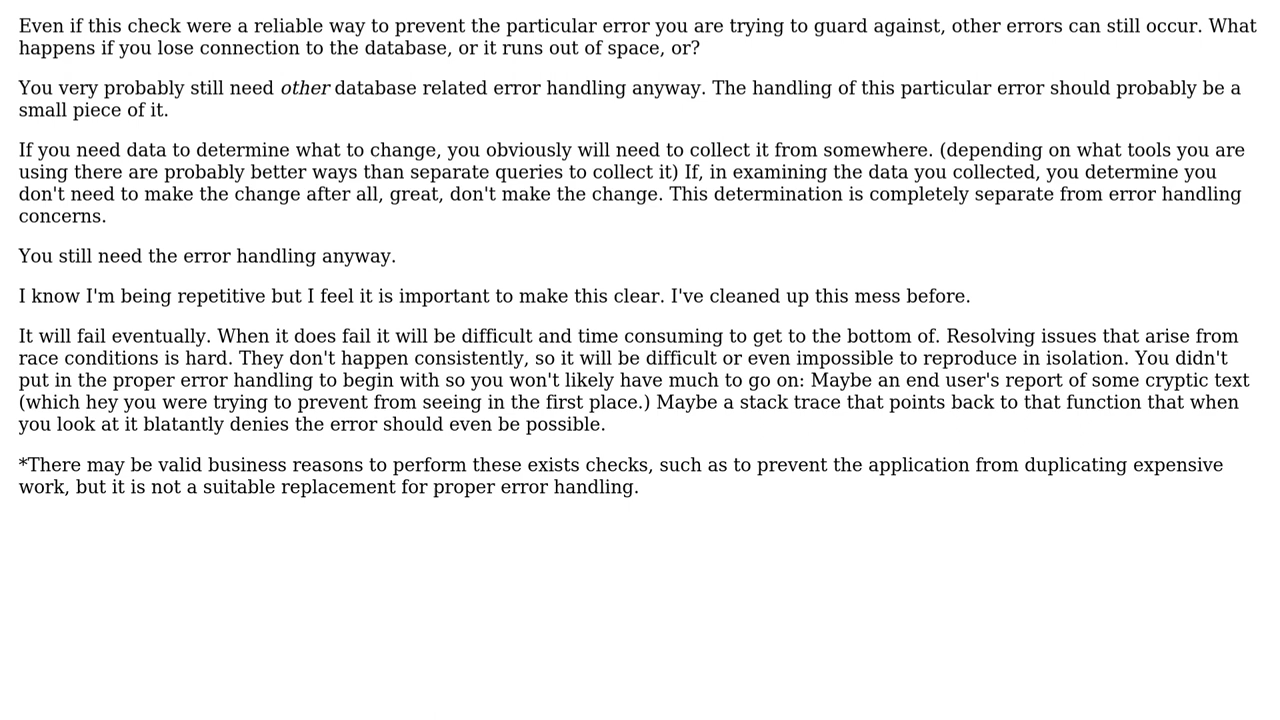 Even if this check were a reliable way to prevent the particular error you are trying to guard against, other errors can still occur. What
happens if you lose connection to the database, or it runs out of space, or?
You very probably still need other database related error handling anyway. The handling of this particular error should probably be a
small piece of it.
If you need data to determine what to change, you obviously will need to collect it from somewhere. (depending on what tools you are
using there are probably better ways than separate queries to collect it) If, in examining the data you collected, you determine you
don't need to make the change after all, great, don't make the change. This determination is completely separate from error handling
concerns.
You still need the error handling anyway.
I know I'm being repetitive but I feel it is important to make this clear. I've cleaned up this mess before.
It will fail eventually. When it does fail it will be difficult and time consuming to get to the bottom of. Resolving issues that arise from
race conditions is hard. They don't happen consistently, so it will be difficult or even impossible to reproduce in isolation. You didn't
put in the proper error handling to begin with so you won't likely have much to go on: Maybe an end user's report of some cryptic text
(which hey you were trying to prevent from seeing in the first place.) Maybe a stack trace that points back to that function that when
you look at it blatantly denies the error should even be possible.
*There may be valid business reasons to perform these exists checks, such as to prevent the application from duplicating expensive
work, but it is not a suitable replacement for proper error handling.